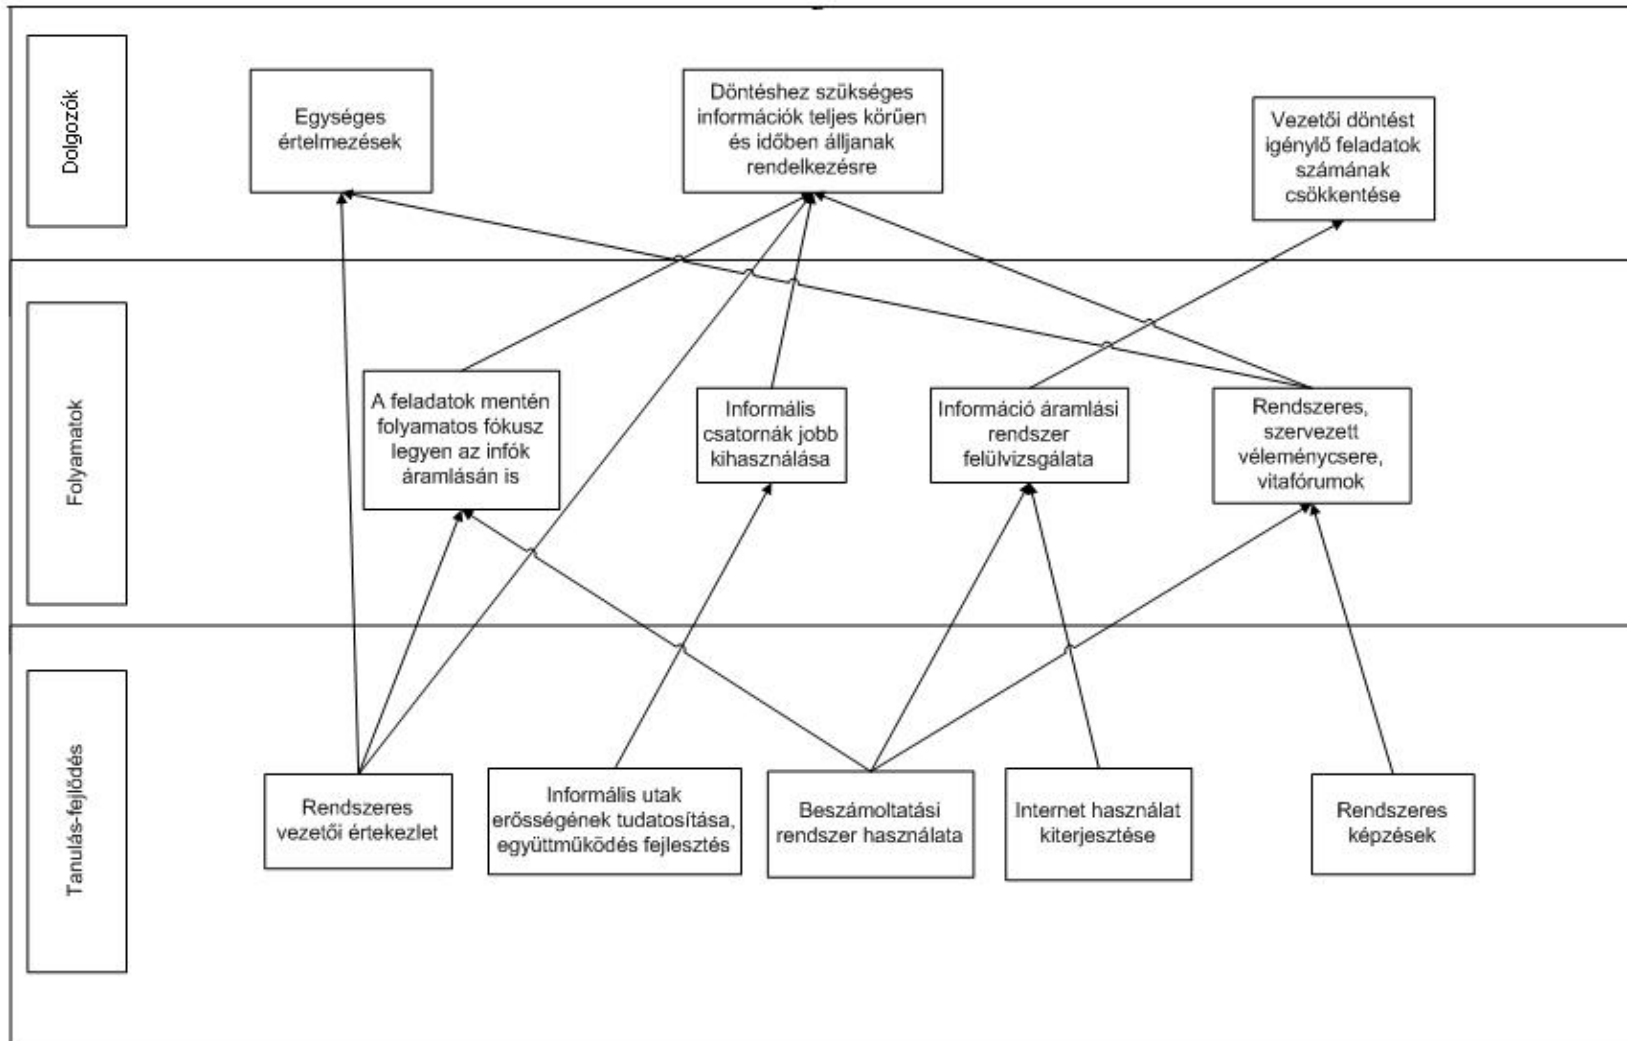 Dolgozók
Egységes
értelmezések
Döntéshez szükséges
információk teljes körűen
és időben álljanak
rendelkezésre
Vezetői döntést
igénylő feladatok
számának
csökkentése
Folyamatok
A feladatok mentén
folyamatos fókusz
legyen az infók
áramlásán is
Informális
csatornák jobb
kihasználása
Információ áramlási
rendszer
felülvizsgálata
Rendszeres,
szervezett
véleménycsere,
vitafórumok
Tanulás-fejlődés
Rendszeres
vezetői értekezlet
Informális utak
erősségének tudatosítása,
együttműködés fejlesztés
Beszámoltatási
rendszer használata
Internet használat
kiterjesztése
Rendszeres
képzések